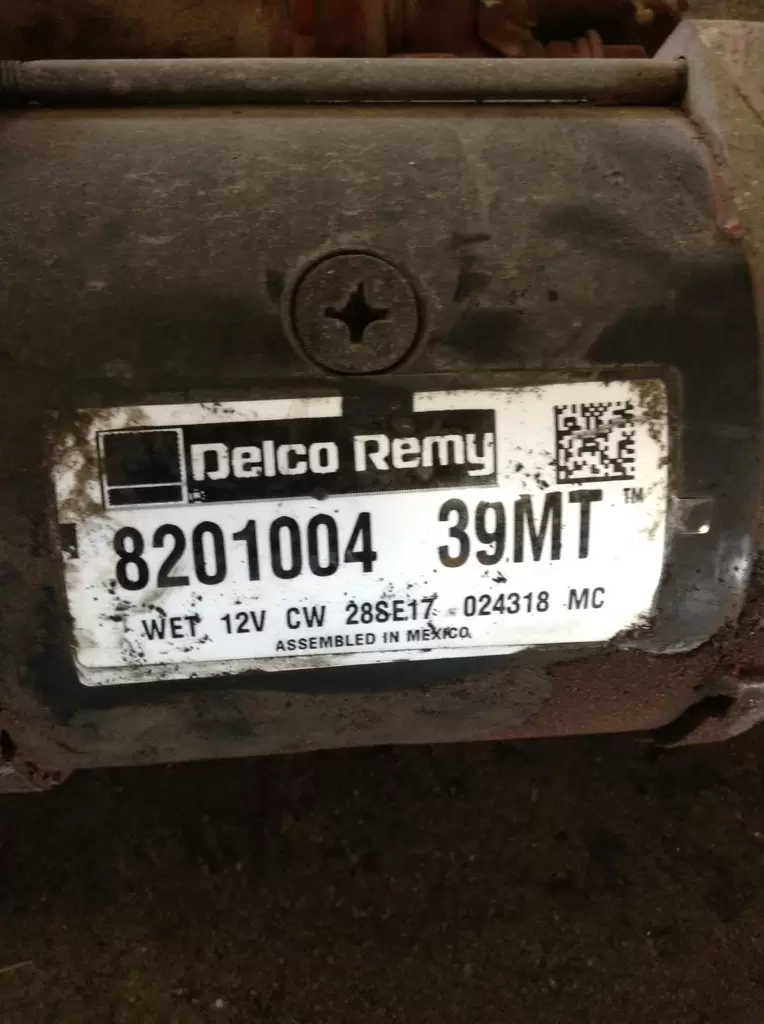 Delco Remy
8201004 39MT™
WET 12V CW 28SE17 024318 MC
ASSEMBLED IN MEXICO